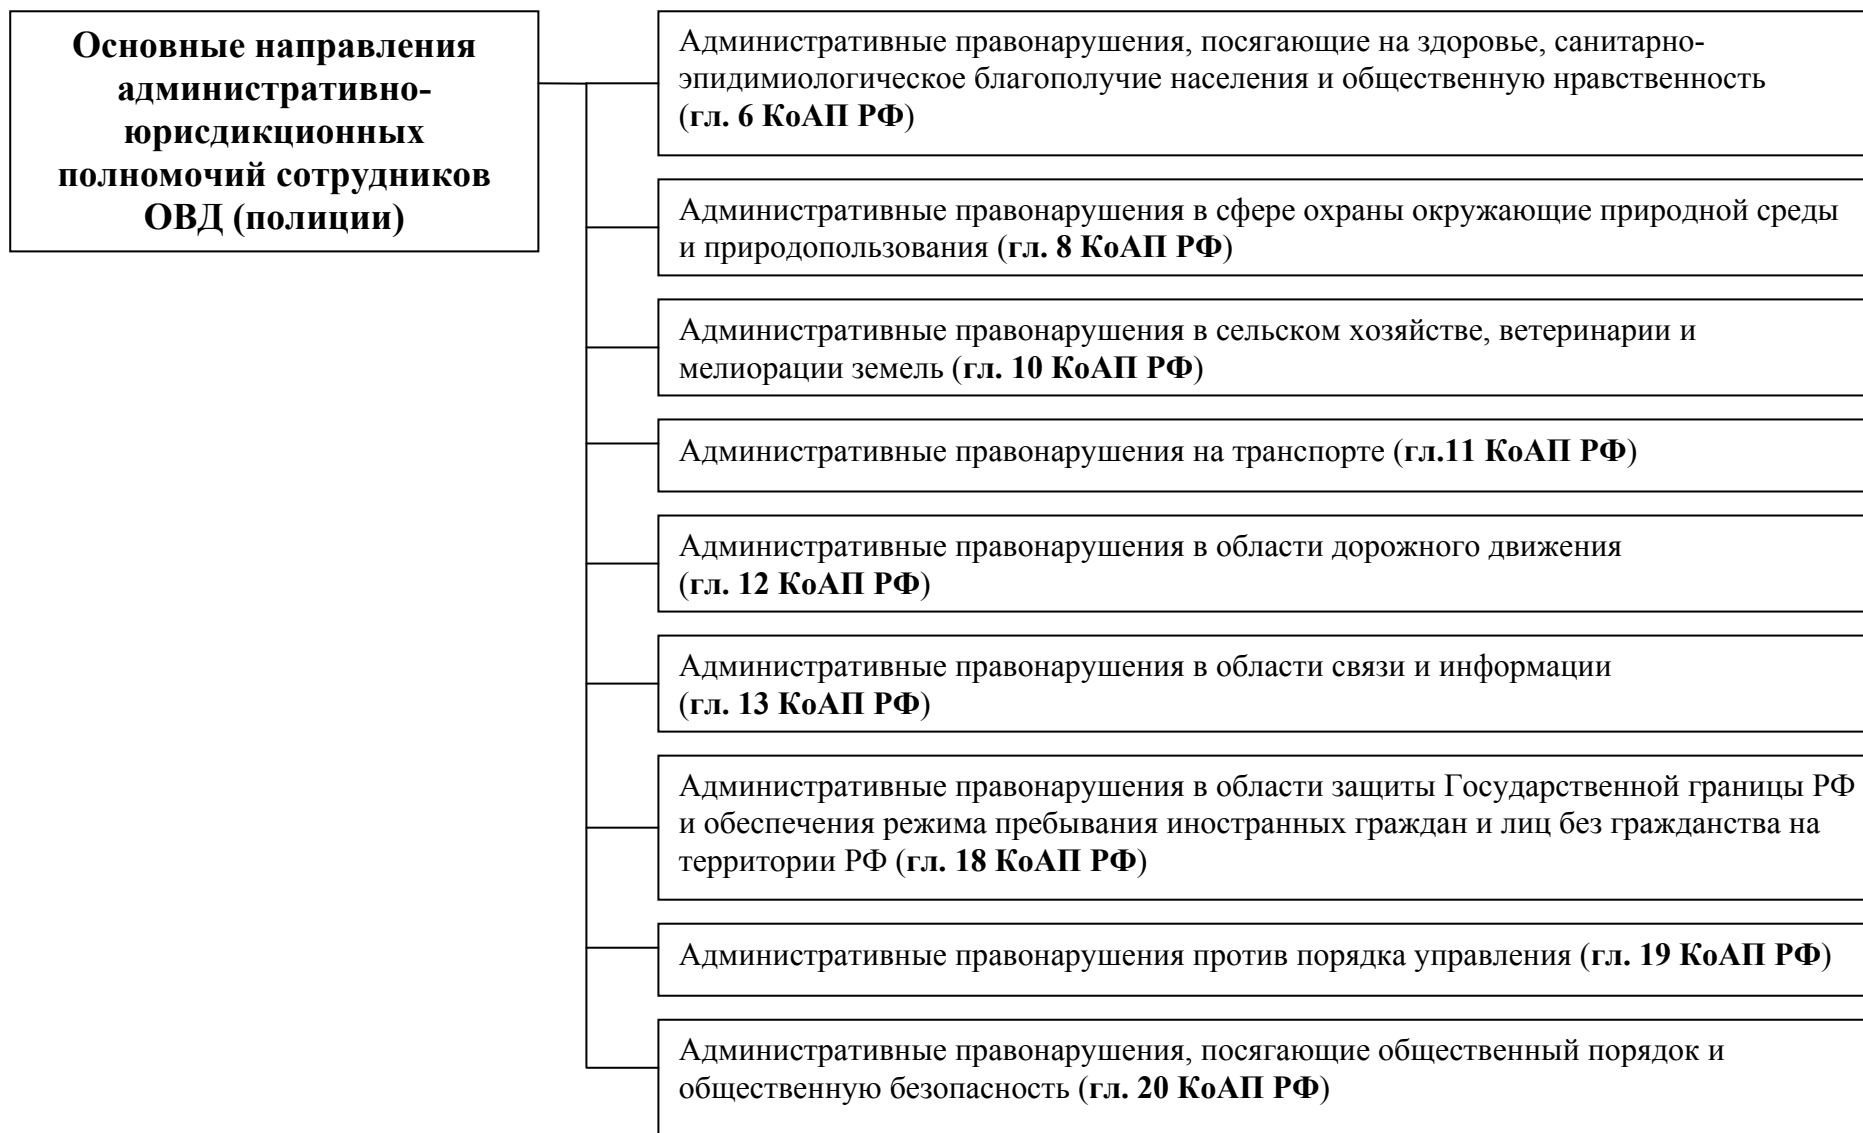 Основные направления
административно-
юрисдикционных
полномочий сотрудников
ОВД (полиции)
Административные правонарушения, посягающие на здоровье, санитарно-
эпидимиологическое благополучие населения и общественную нравственность
(гл. 6 КоАП РФ)
Административные правонарушения в сфере охраны окружающие природной среды
и природопользования (гл. 8 КоАП РФ)
Административные правонарушения в сельском хозяйстве, ветеринарии и
мелиорации земель (гл. 10 КоАП РФ)
Административные правонарушения на транспорте (гл.11 КоАП РФ)
Административные правонарушения в области дорожного движения
(гл. 12 КоАП РФ)
Административные правонарушения в области связи и информации
(гл. 13 КоАП РФ)
Административные правонарушения в области защиты Государственной границы РФ
и обеспечения режима пребывания иностранных граждан и лиц без гражданства на
территории РФ (гл. 18 КоАП РФ)
Административные правонарушения против порядка управления (гл. 19 КоАП РФ)
Административные правонарушения, посягающие общественный порядок и
общественную безопасность (гл. 20 КоАП РФ)